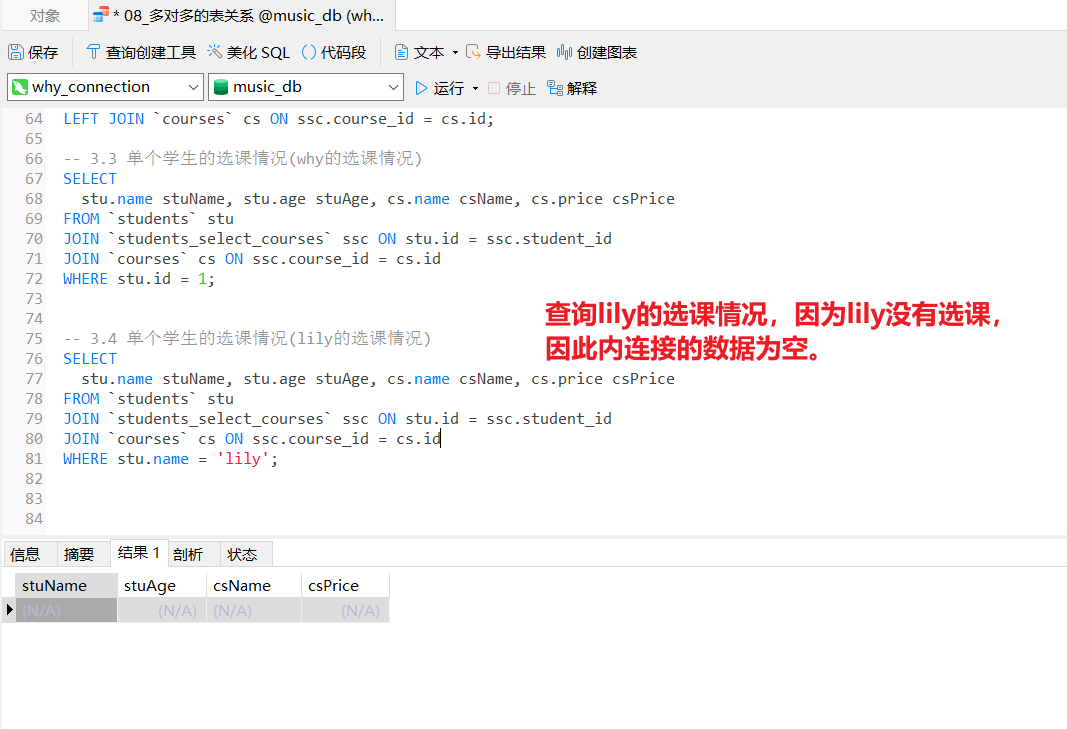 对象
* 08_多对多的表关系 @music_db (wh...
保存 查询创建工具 美化 SQL () 代码段 文本 导出结果 创建图表
why_connection music_db 运行 停止 解释
64 LEFT JOIN `courses` cs ON ssc.course_id = cs.id;
65
66 -- 3.3 单个学生的选课情况(why的选课情况)
67 SELECT
68 stu.name stuName, stu.age stuAge, cs.name csName, cs.price csPrice
69 FROM `students` stu
70 JOIN `students_select_courses` ssc ON stu.id = ssc.student_id
71 JOIN `courses` cs ON ssc.course_id = cs.id
72 WHERE stu.id = 1;
73
74
查询lily的选课情况，因为lily没有选课，
因此内连接的数据为空。
75 -- 3.4 单个学生的选课情况(lily的选课情况)
76 SELECT
77 stu.name stuName, stu.age stuAge, cs.name csName, cs.price csPrice
78 FROM `students` stu
79 JOIN `students_select_courses` ssc ON stu.id = ssc.student_id
80 JOIN `courses` cs ON ssc.course_id = cs.id
81 WHERE stu.name = 'lily';
82
83
84
信息 摘要 结果 1 剖析 状态
stuName stuAge csName csPrice
(N/A) (N/A) (N/A) (N/A)